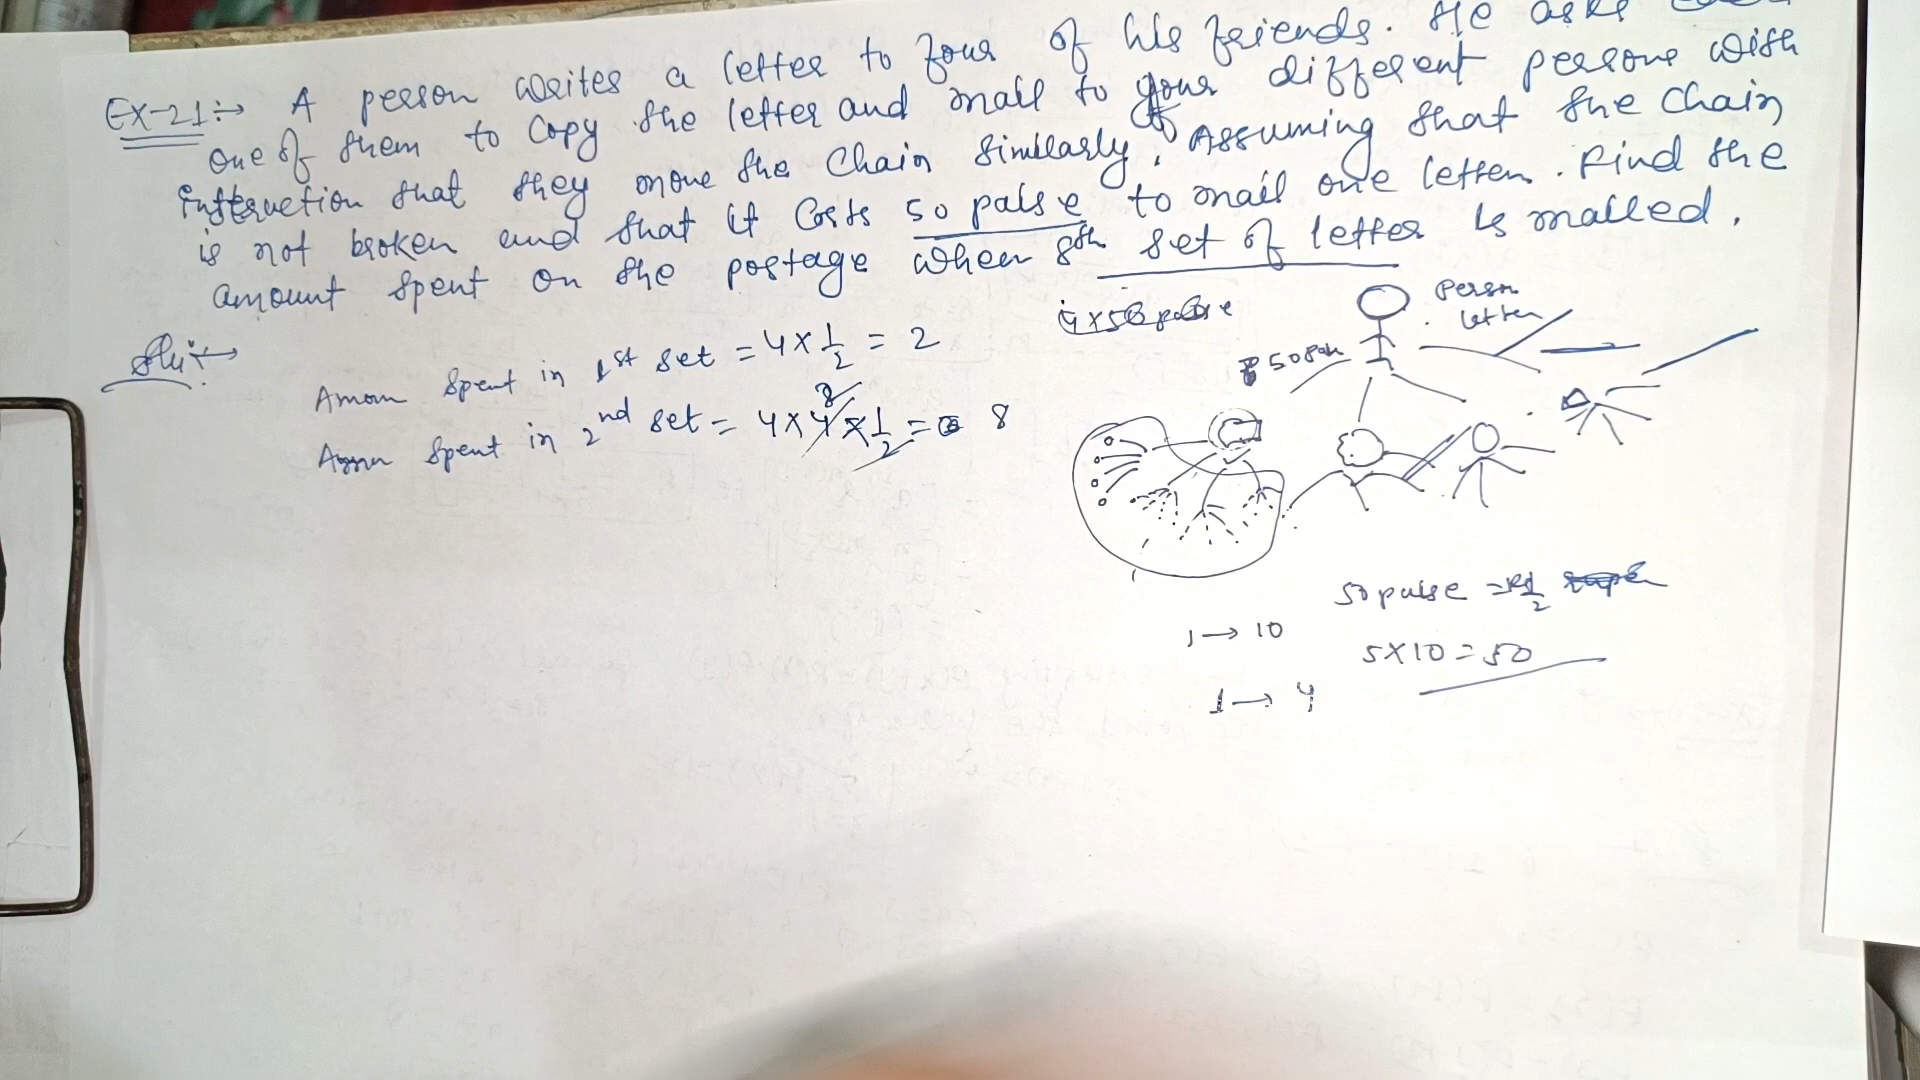 Ex-21:→ A person writes a letter to four of his friends. He asks
one of them to copy the letter and mail to four different persons with
instruction that they move the chain similarly. Assuming that the chain
is not broken and that it costs 50 paise to mail one letter. Find the
amount spent on the postage when 8th set of letter is mailed.
Person
letter
Amoun spent in 1st set = 4 × 1/2 = 2
spent in 2nd set = 4 × 4 × 1/2 = 8
2
50 paise = 1/2
1 → 10
5 × 10 = 50
1 → 4